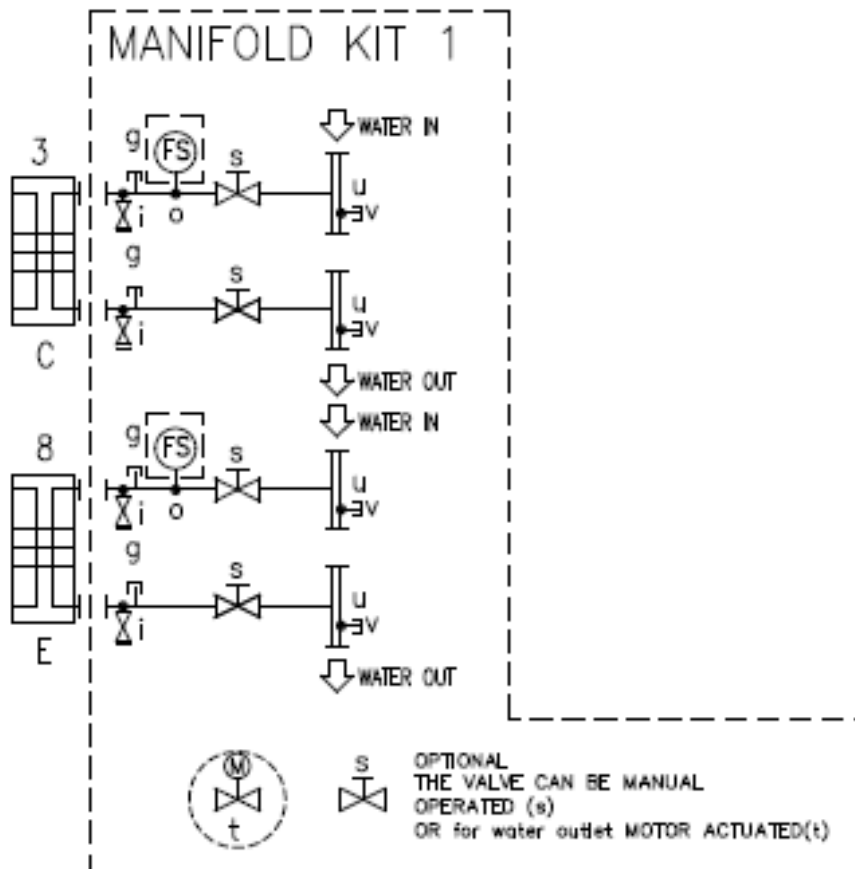 MANIFOLD KIT 1
WATER IN
3
g
FS
s
u
v
i
o
g
s
u
v
i
C
WATER OUT
WATER IN
8
g
FS
s
u
v
i
o
g
s
u
v
i
E
WATER OUT
M
t
s
OPTIONAL
THE VALVE CAN BE MANUAL
OPERATED (s)
OR for water outlet MOTOR ACTUATED(t)